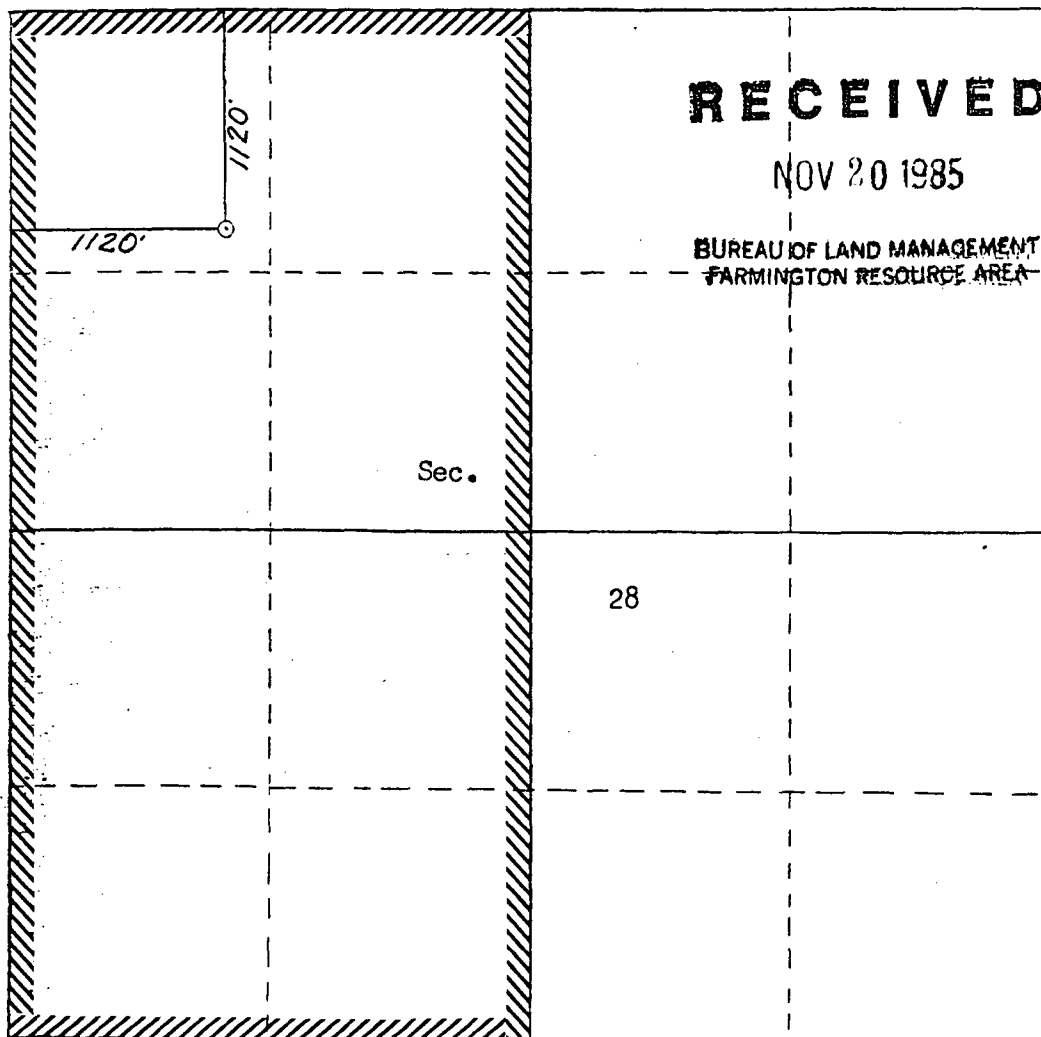 RECEIVED
NOV 20 1985
BUREAU OF LAND MANAGEMENT
FARMINGTON RESOURCE AREA
1120'
1120'
Sec.
28